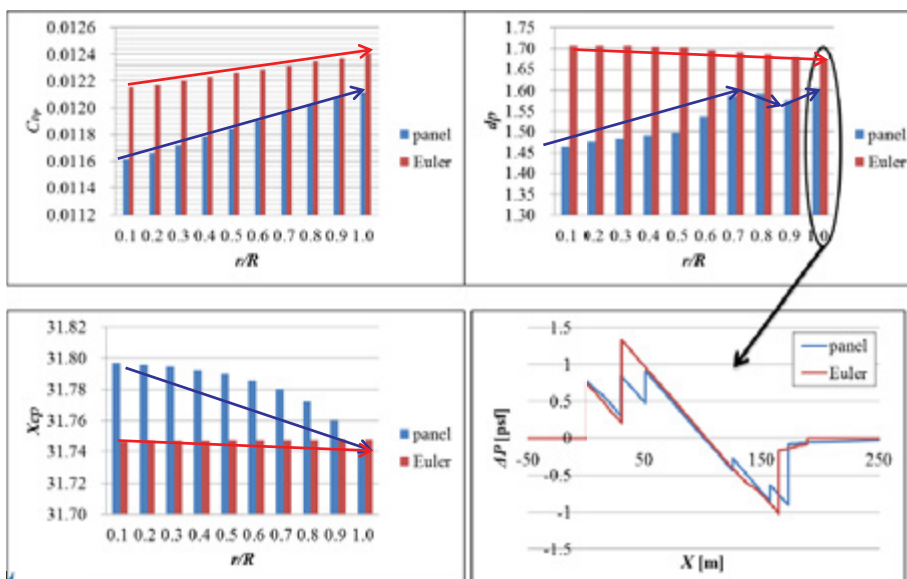 0.0126
0.0124
0.0122
0.0120
0.0118
0.0116
0.0114
0.0112
panel
Euler
0.1 0.2 0.3 0.4 0.5 0.6 0.7 0.8 0.9 1.0
r/R
1.75
1.70
1.65
1.60
1.55
1.50
1.45
1.40
1.35
1.30
dp
panel
Euler
0.1 0.2 0.3 0.4 0.5 0.6 0.7 0.8 0.9 1.0
r/R
31.82
31.80
31.78
31.76
31.74
31.72
31.70
Xcp
panel
Euler
0.1 0.2 0.3 0.4 0.5 0.6 0.7 0.8 0.9 1.0
r/R
1.5
1
0.5
0
-0.5
-1
-1.5
ΔP [psf]
panel
Euler
-50 50 150 250
X [m]